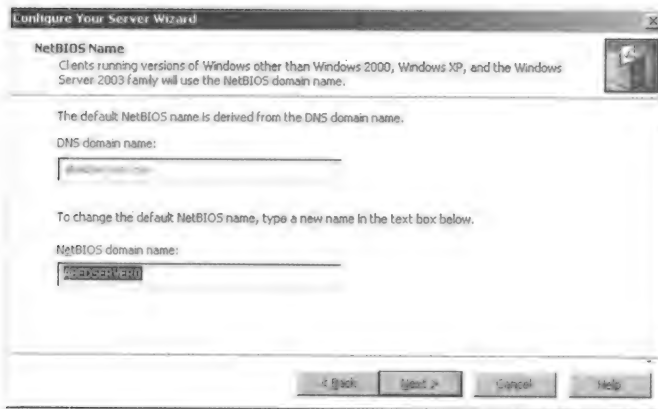 Configure Your Server Wizard
NetBIOS Name
Clients running versions of Windows other than Windows 2000, Windows XP, and the Windows
Server 2003 family will use the NetBIOS domain name.
The default NetBIOS name is derived from the DNS domain name.
DNS domain name:
To change the default NetBIOS name, type a new name in the text box below.
NetBIOS domain name:
< Back
Next >
Cancel
Help